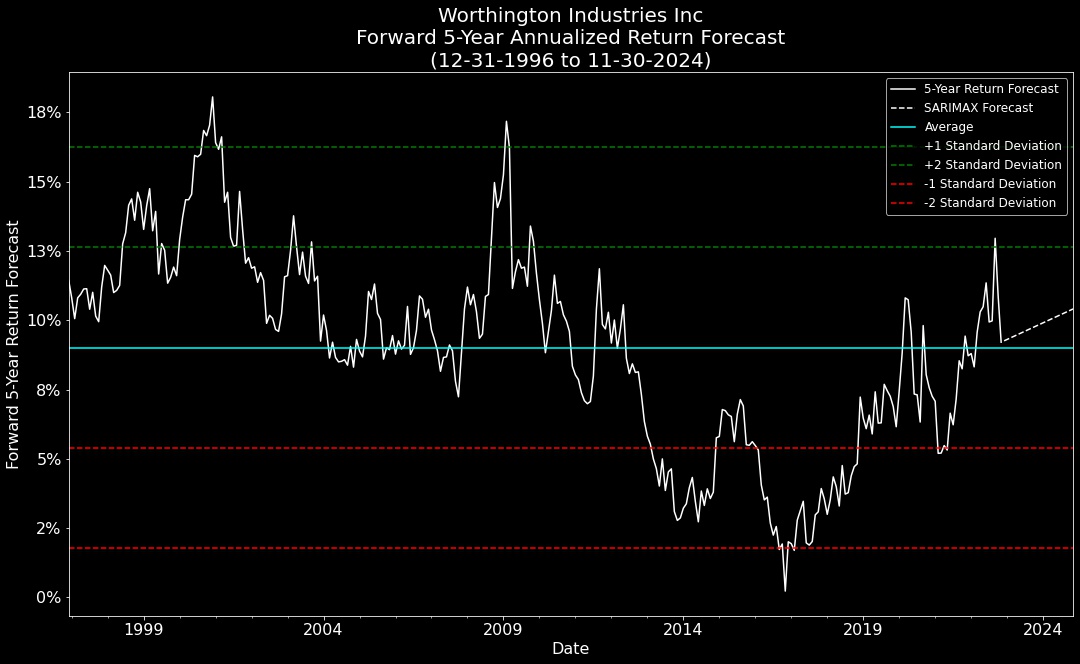 Worthington Industries Inc
Forward 5-Year Annualized Return Forecast
(12-31-1996 to 11-30-2024)
5-Year Return Forecast
SARIMAX Forecast
Average
+1 Standard Deviation
+2 Standard Deviation
-1 Standard Deviation
-2 Standard Deviation
Forward 5-Year Return Forecast
18%
15%
13%
10%
8%
5%
2%
0%
1999 2004 2009 2014 2019 2024
Date